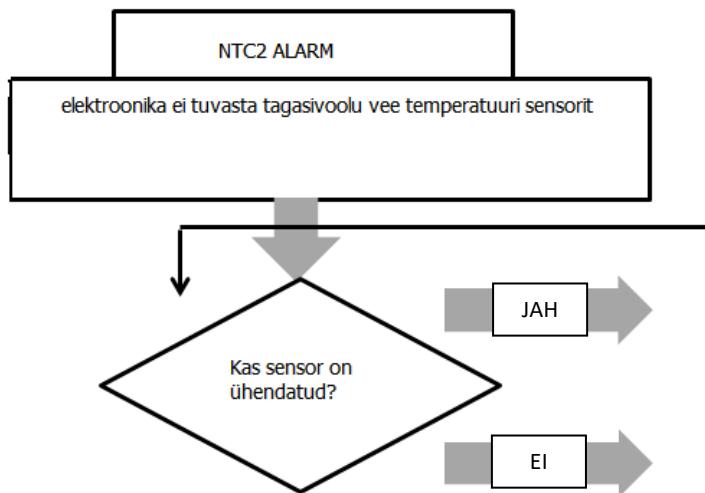 NTC2 ALARM
elektroonika ei tuvasta tagasivoolu vee temperatuuri sensorit
JAH
Kas sensor on
ühendatud?
EI